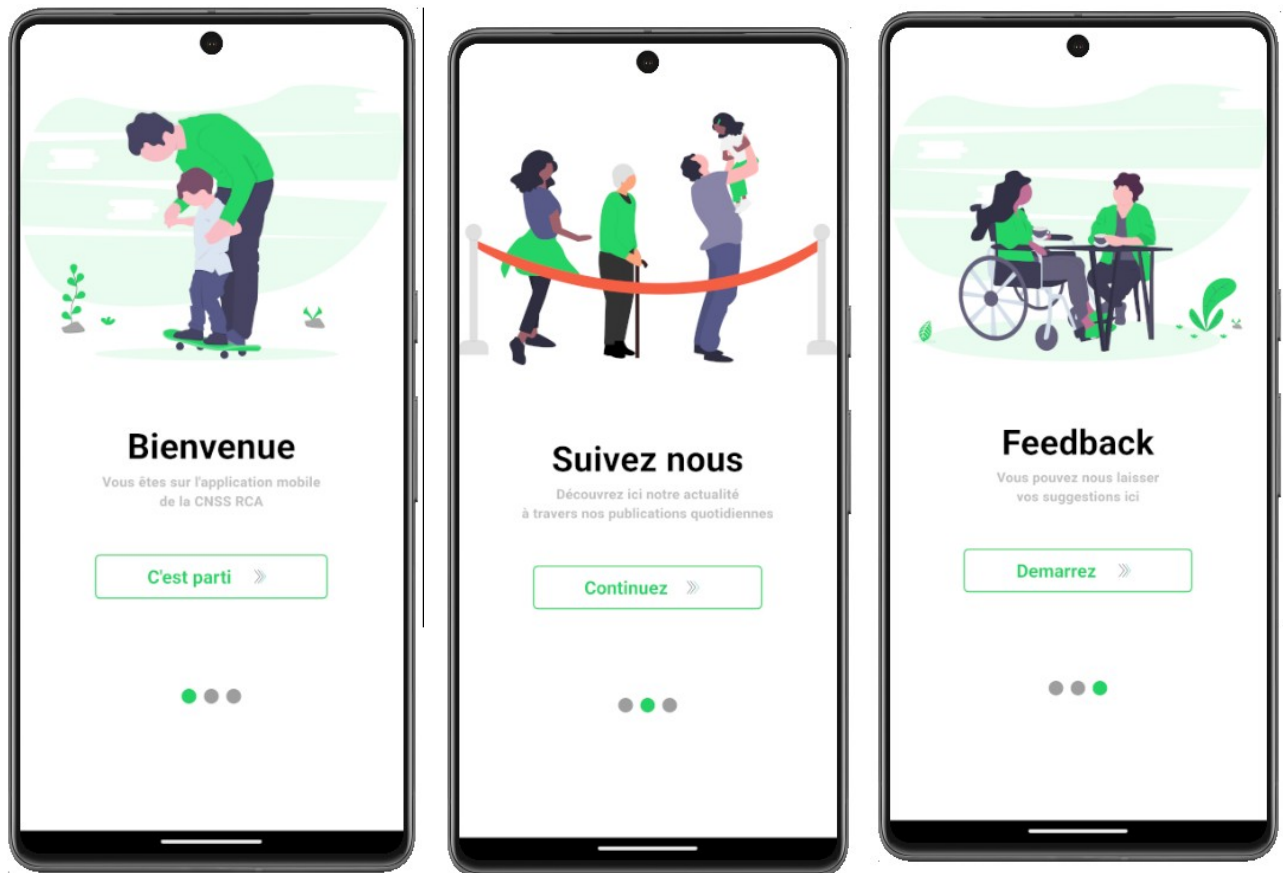 Bienvenue
Vous êtes sur l'application mobile
de la CNSS RCA
C'est parti
Suivez nous
Découvrez ici notre actualité
à travers nos publications quotidiennes
Continuez
Feedback
Vous pouvez nous laisser
vos suggestions ici
Demarrez